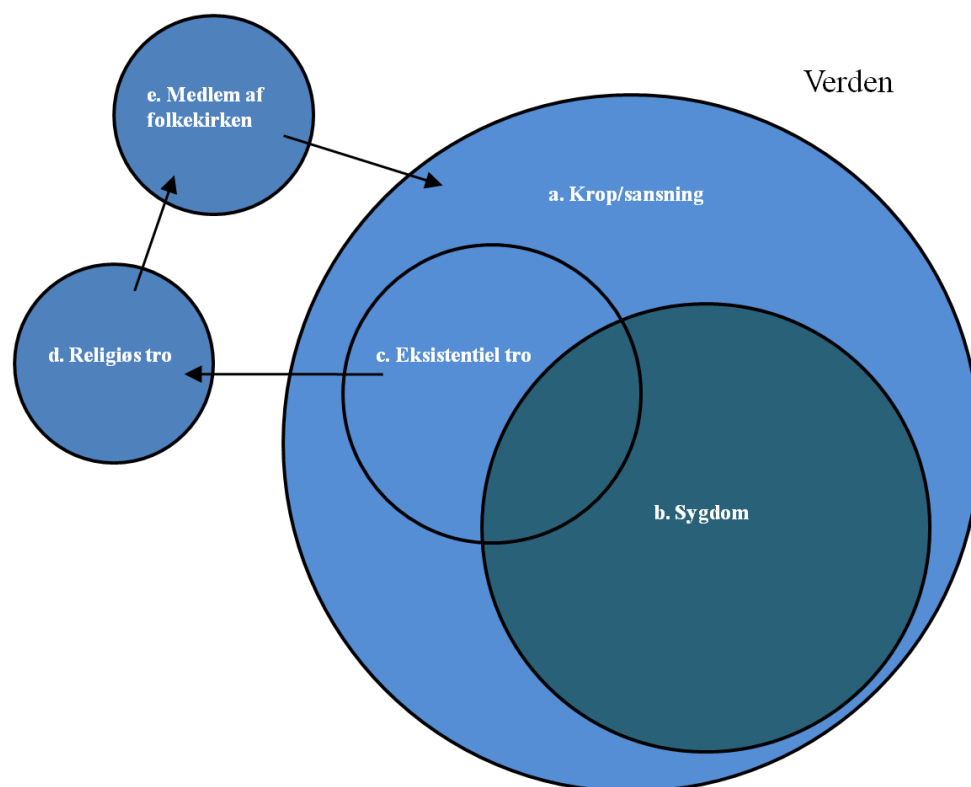 Verden
e. Medlem af
folkekirken
a. Krop/sansning
d. Religiøs tro
c. Eksistentiel tro
b. Sygdom